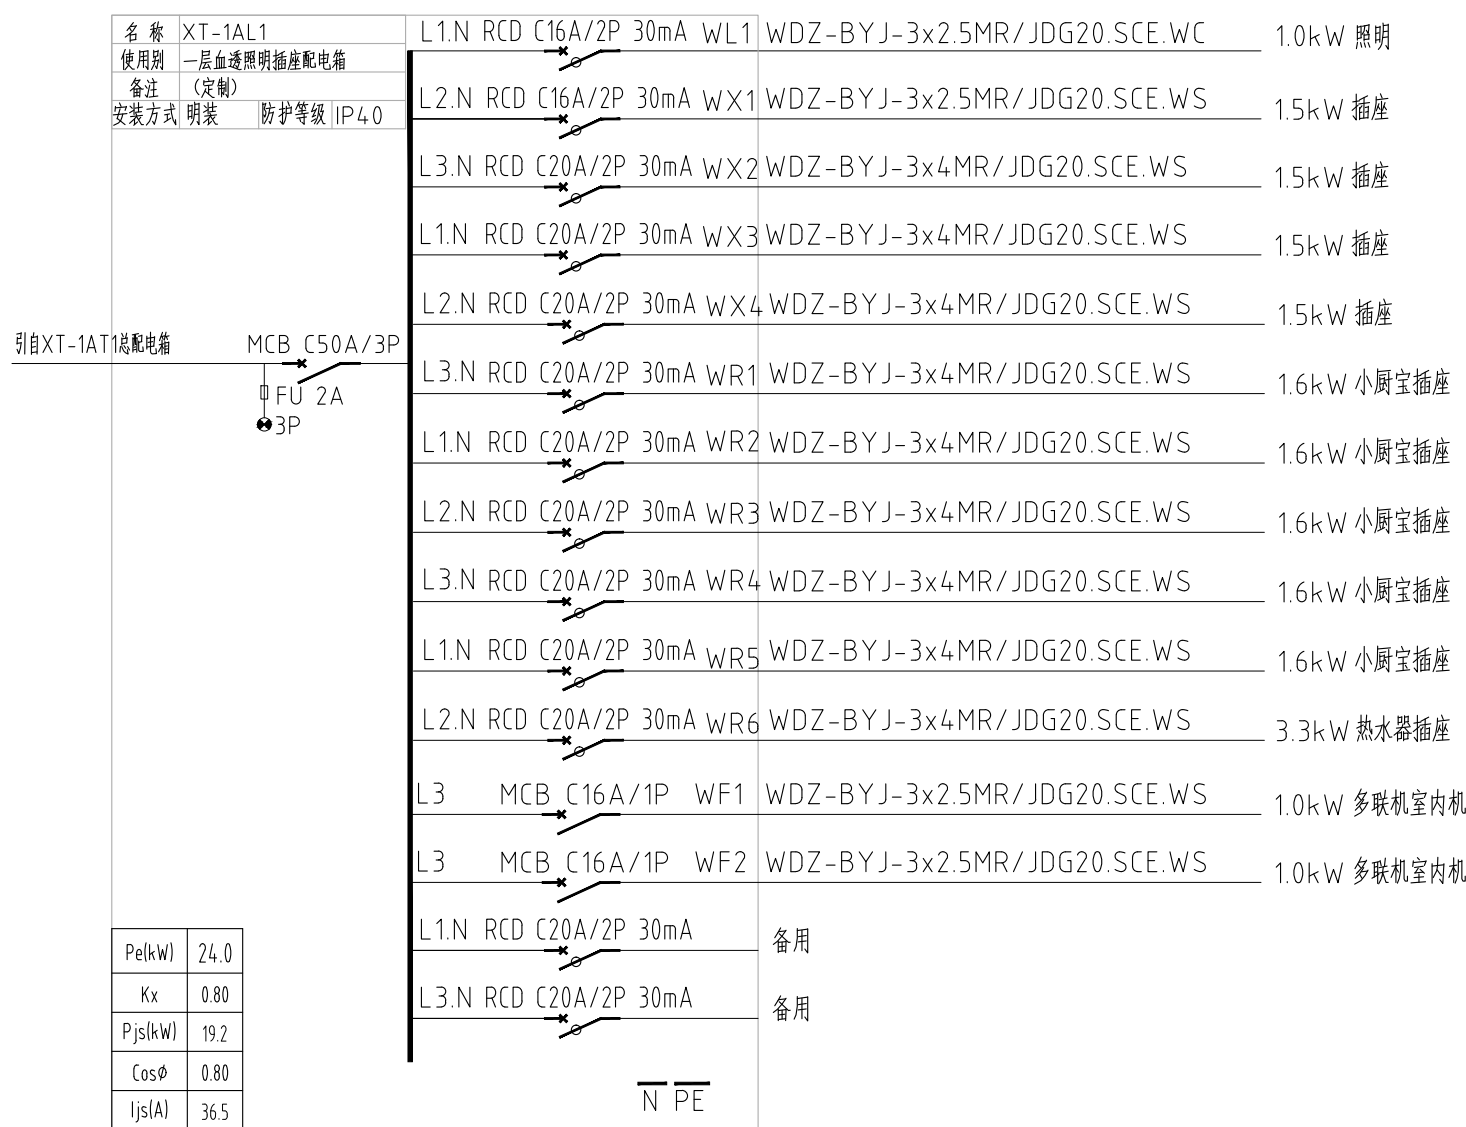 名 称 XT-1AL1
使用别 一层血透照明插座配电箱
备注 (定制)
安装方式 明装 防护等级 IP40
L1.N RCD C16A/2P 30mA WL1 WDZ-BYJ-3x2.5MR/JDG20.SCE.WC 1.0kW 照明
L2.N RCD C16A/2P 30mA WX1 WDZ-BYJ-3x2.5MR/JDG20.SCE.WS 1.5kW 插座
L3.N RCD C20A/2P 30mA WX2 WDZ-BYJ-3x4MR/JDG20.SCE.WS 1.5kW 插座
L1.N RCD C20A/2P 30mA WX3 WDZ-BYJ-3x4MR/JDG20.SCE.WS 1.5kW 插座
L2.N RCD C20A/2P 30mA WX4 WDZ-BYJ-3x4MR/JDG20.SCE.WS 1.5kW 插座
引自XT-1AT1总配电箱 MCB C50A/3P
FU 2A
3P
L3.N RCD C20A/2P 30mA WR1 WDZ-BYJ-3x4MR/JDG20.SCE.WS 1.6kW 小厨宝插座
L1.N RCD C20A/2P 30mA WR2 WDZ-BYJ-3x4MR/JDG20.SCE.WS 1.6kW 小厨宝插座
L2.N RCD C20A/2P 30mA WR3 WDZ-BYJ-3x4MR/JDG20.SCE.WS 1.6kW 小厨宝插座
L3.N RCD C20A/2P 30mA WR4 WDZ-BYJ-3x4MR/JDG20.SCE.WS 1.6kW 小厨宝插座
L1.N RCD C20A/2P 30mA WR5 WDZ-BYJ-3x4MR/JDG20.SCE.WS 1.6kW 小厨宝插座
L2.N RCD C20A/2P 30mA WR6 WDZ-BYJ-3x4MR/JDG20.SCE.WS 3.3kW 热水器插座
L3 MCB C16A/1P WF1 WDZ-BYJ-3x2.5MR/JDG20.SCE.WS 1.0kW 多联机室内机
L3 MCB C16A/1P WF2 WDZ-BYJ-3x2.5MR/JDG20.SCE.WS 1.0kW 多联机室内机
L1.N RCD C20A/2P 30mA 备用
L3.N RCD C20A/2P 30mA 备用
Pe(kW) 24.0
Kx 0.80
Pjs(kW) 19.2
Cosφ 0.80
Ijs(A) 36.5
N PE